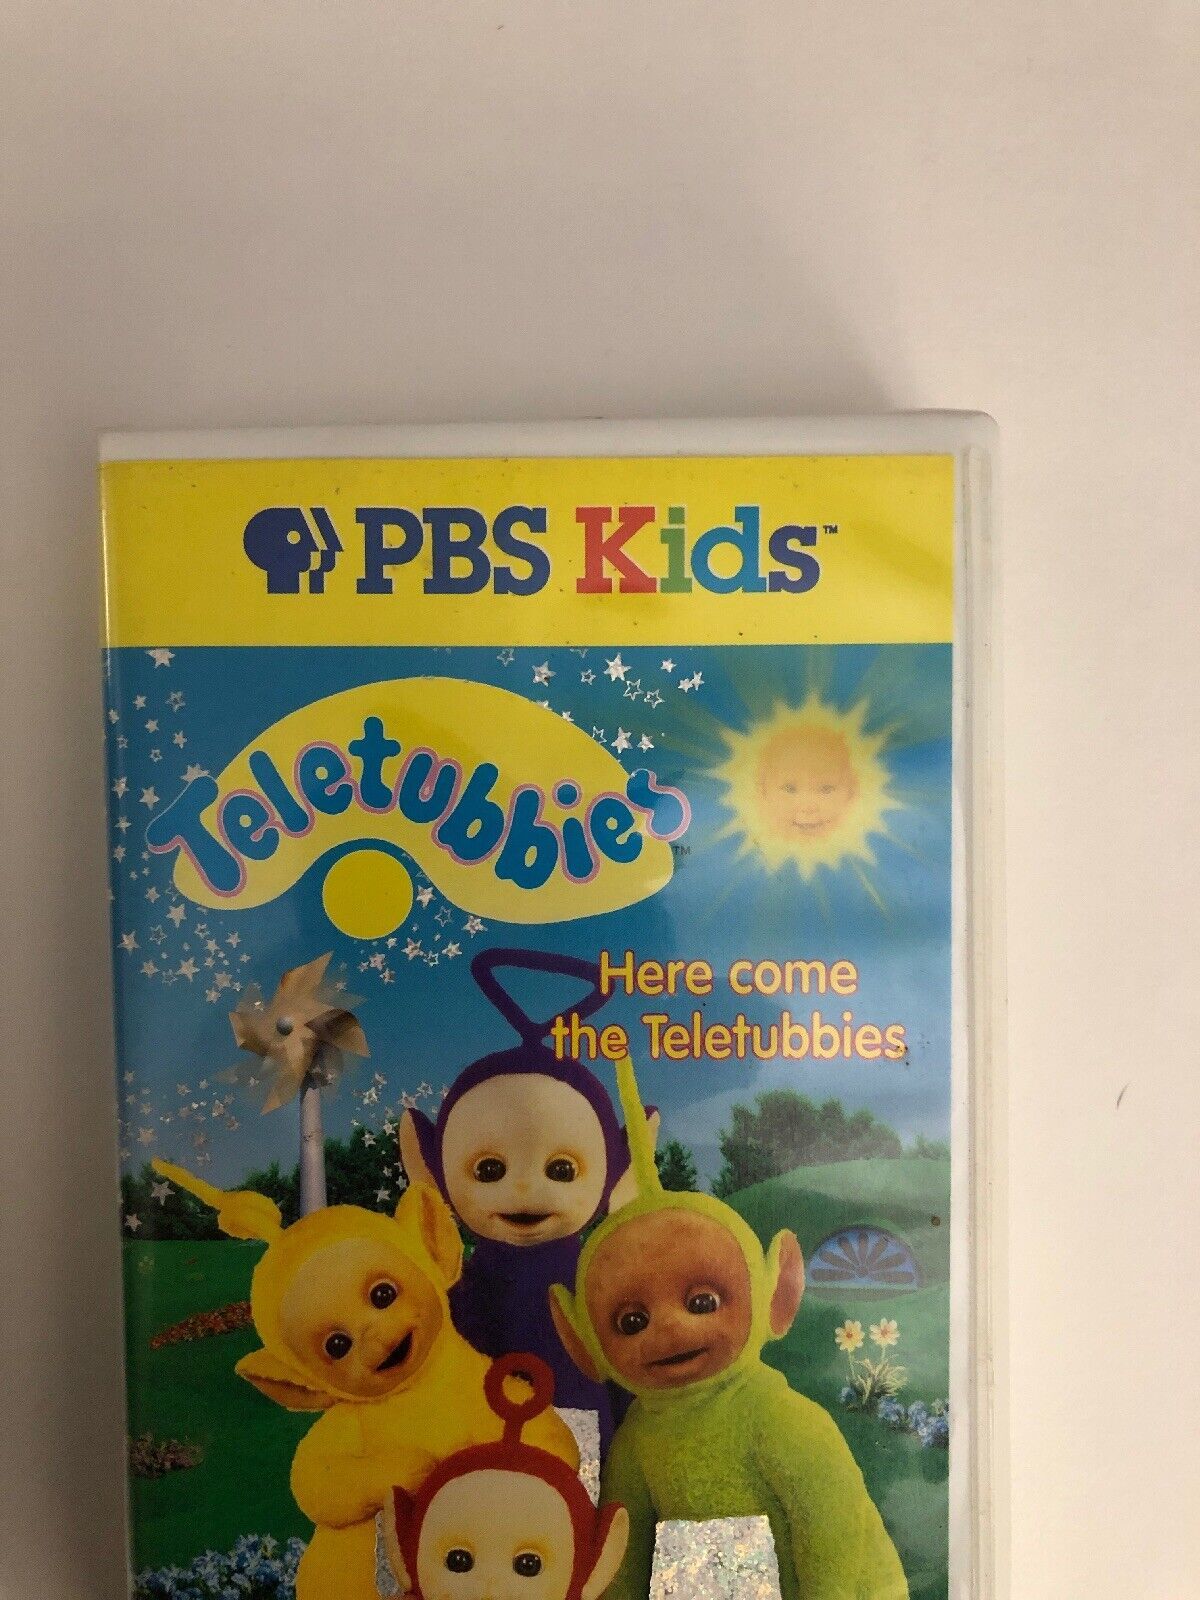 PBS Kids™
Teletubbies™
Here come
the Teletubbies